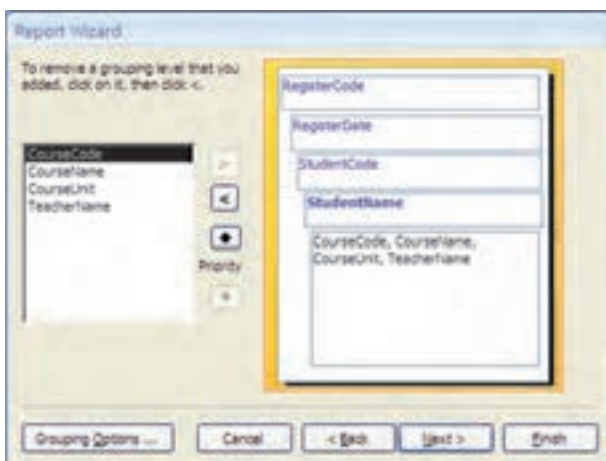 Report Wizard
To remove a grouping level that you
added, click on it, then click <.
CourseCode
CourseName
CourseUnit
TeacherName
>
<
Priority
RegisterCode
RegisterDate
StudentCode
StudentName
CourseCode, CourseName,
CourseUnit, TeacherName
Grouping Options ...
Cancel
< Back
Next >
Finish